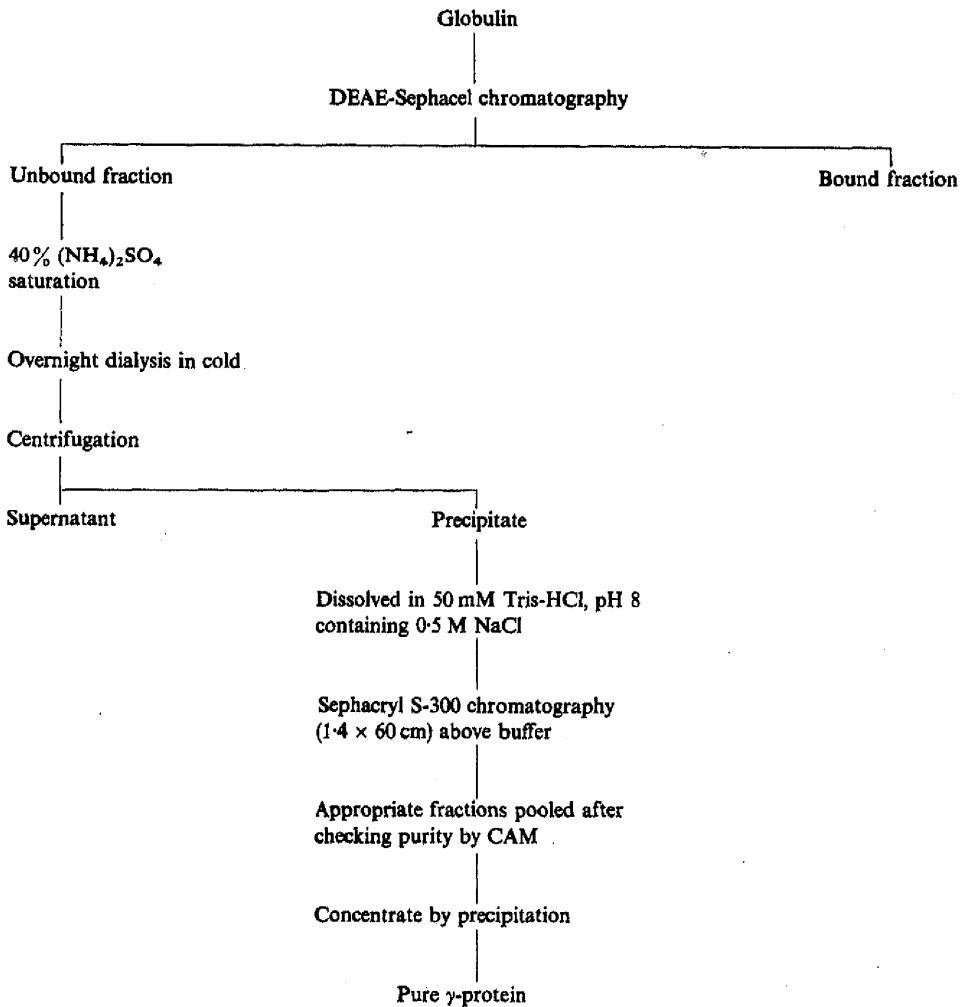 Globulin
DEAE-Sephacel chromatography
Unbound fraction
Bound fraction
40% (NH₄)₂SO₄
saturation
Overnight dialysis in cold
Centrifugation
Supernatant
Precipitate
Dissolved in 50 mM Tris-HCl, pH 8
containing 0·5 M NaCl
Sephacryl S-300 chromatography
(1·4 × 60 cm) above buffer
Appropriate fractions pooled after
checking purity by CAM
Concentrate by precipitation
Pure γ-protein